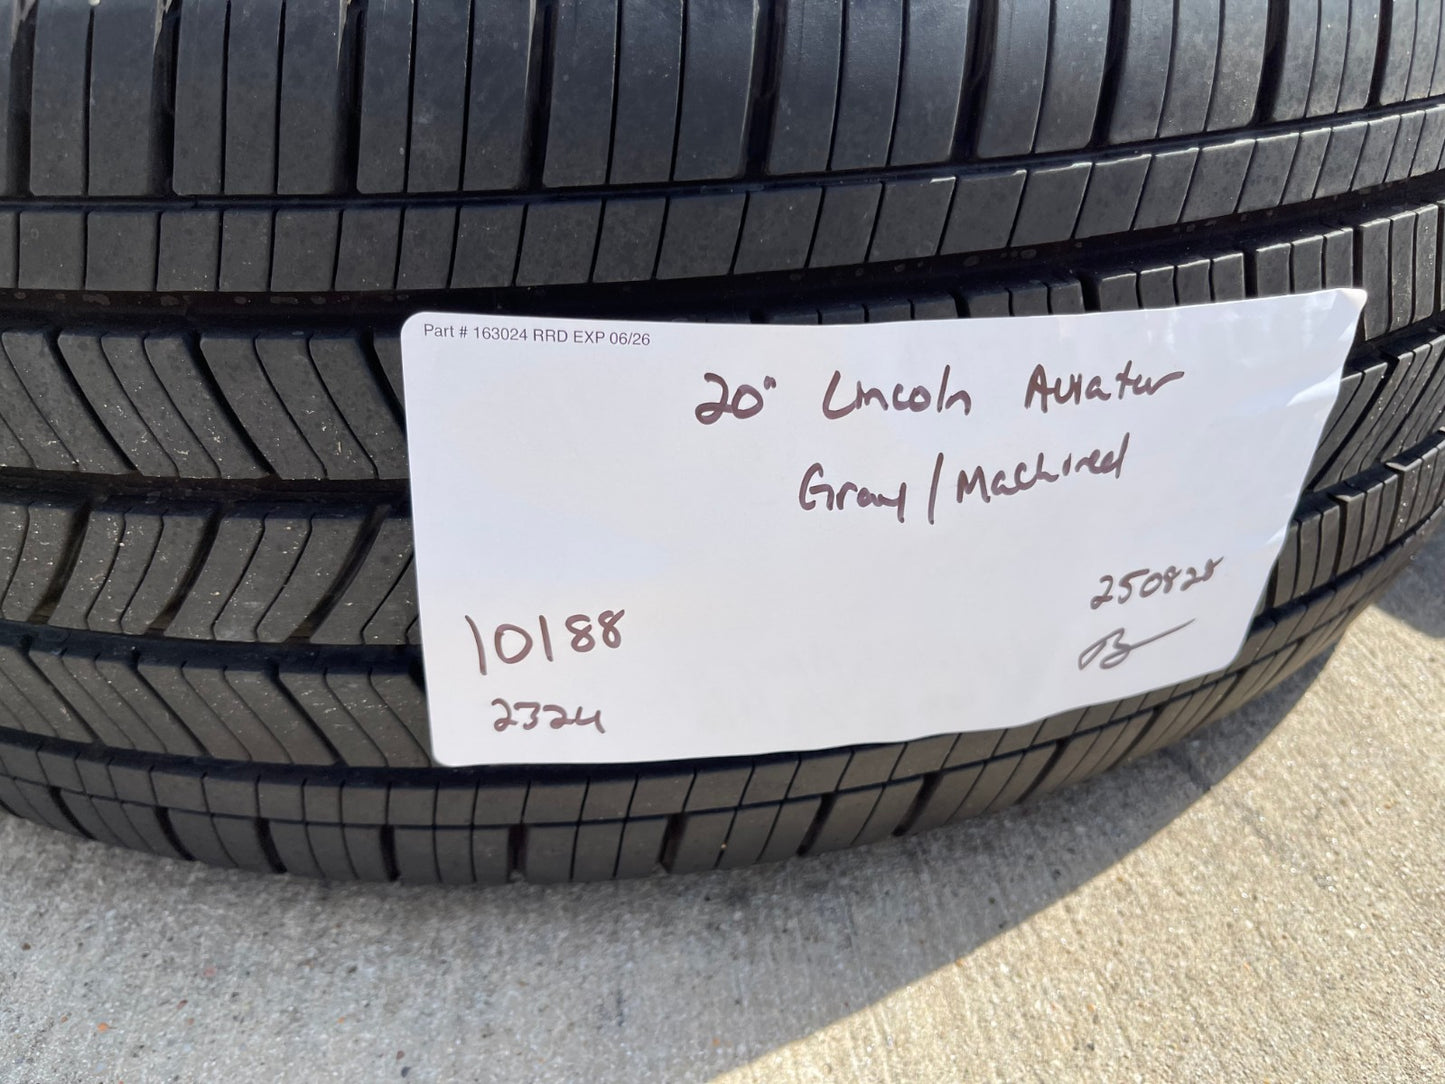 Part # 163024 RRD EXP 06/26
20" Lincoln Aviator
Gray/Machined
250828
10188
2324